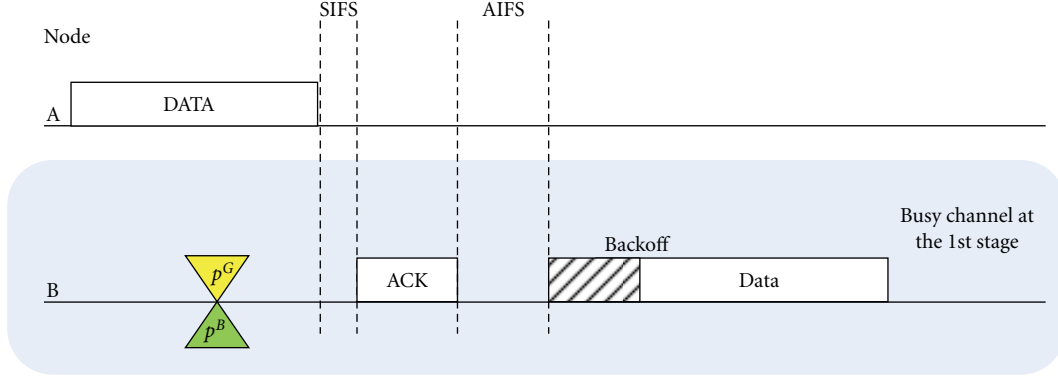 SIFS
AIFS
Node
A
DATA
Busy channel at
the 1st stage
Backoff
p^G
B
ACK
Data
p^B